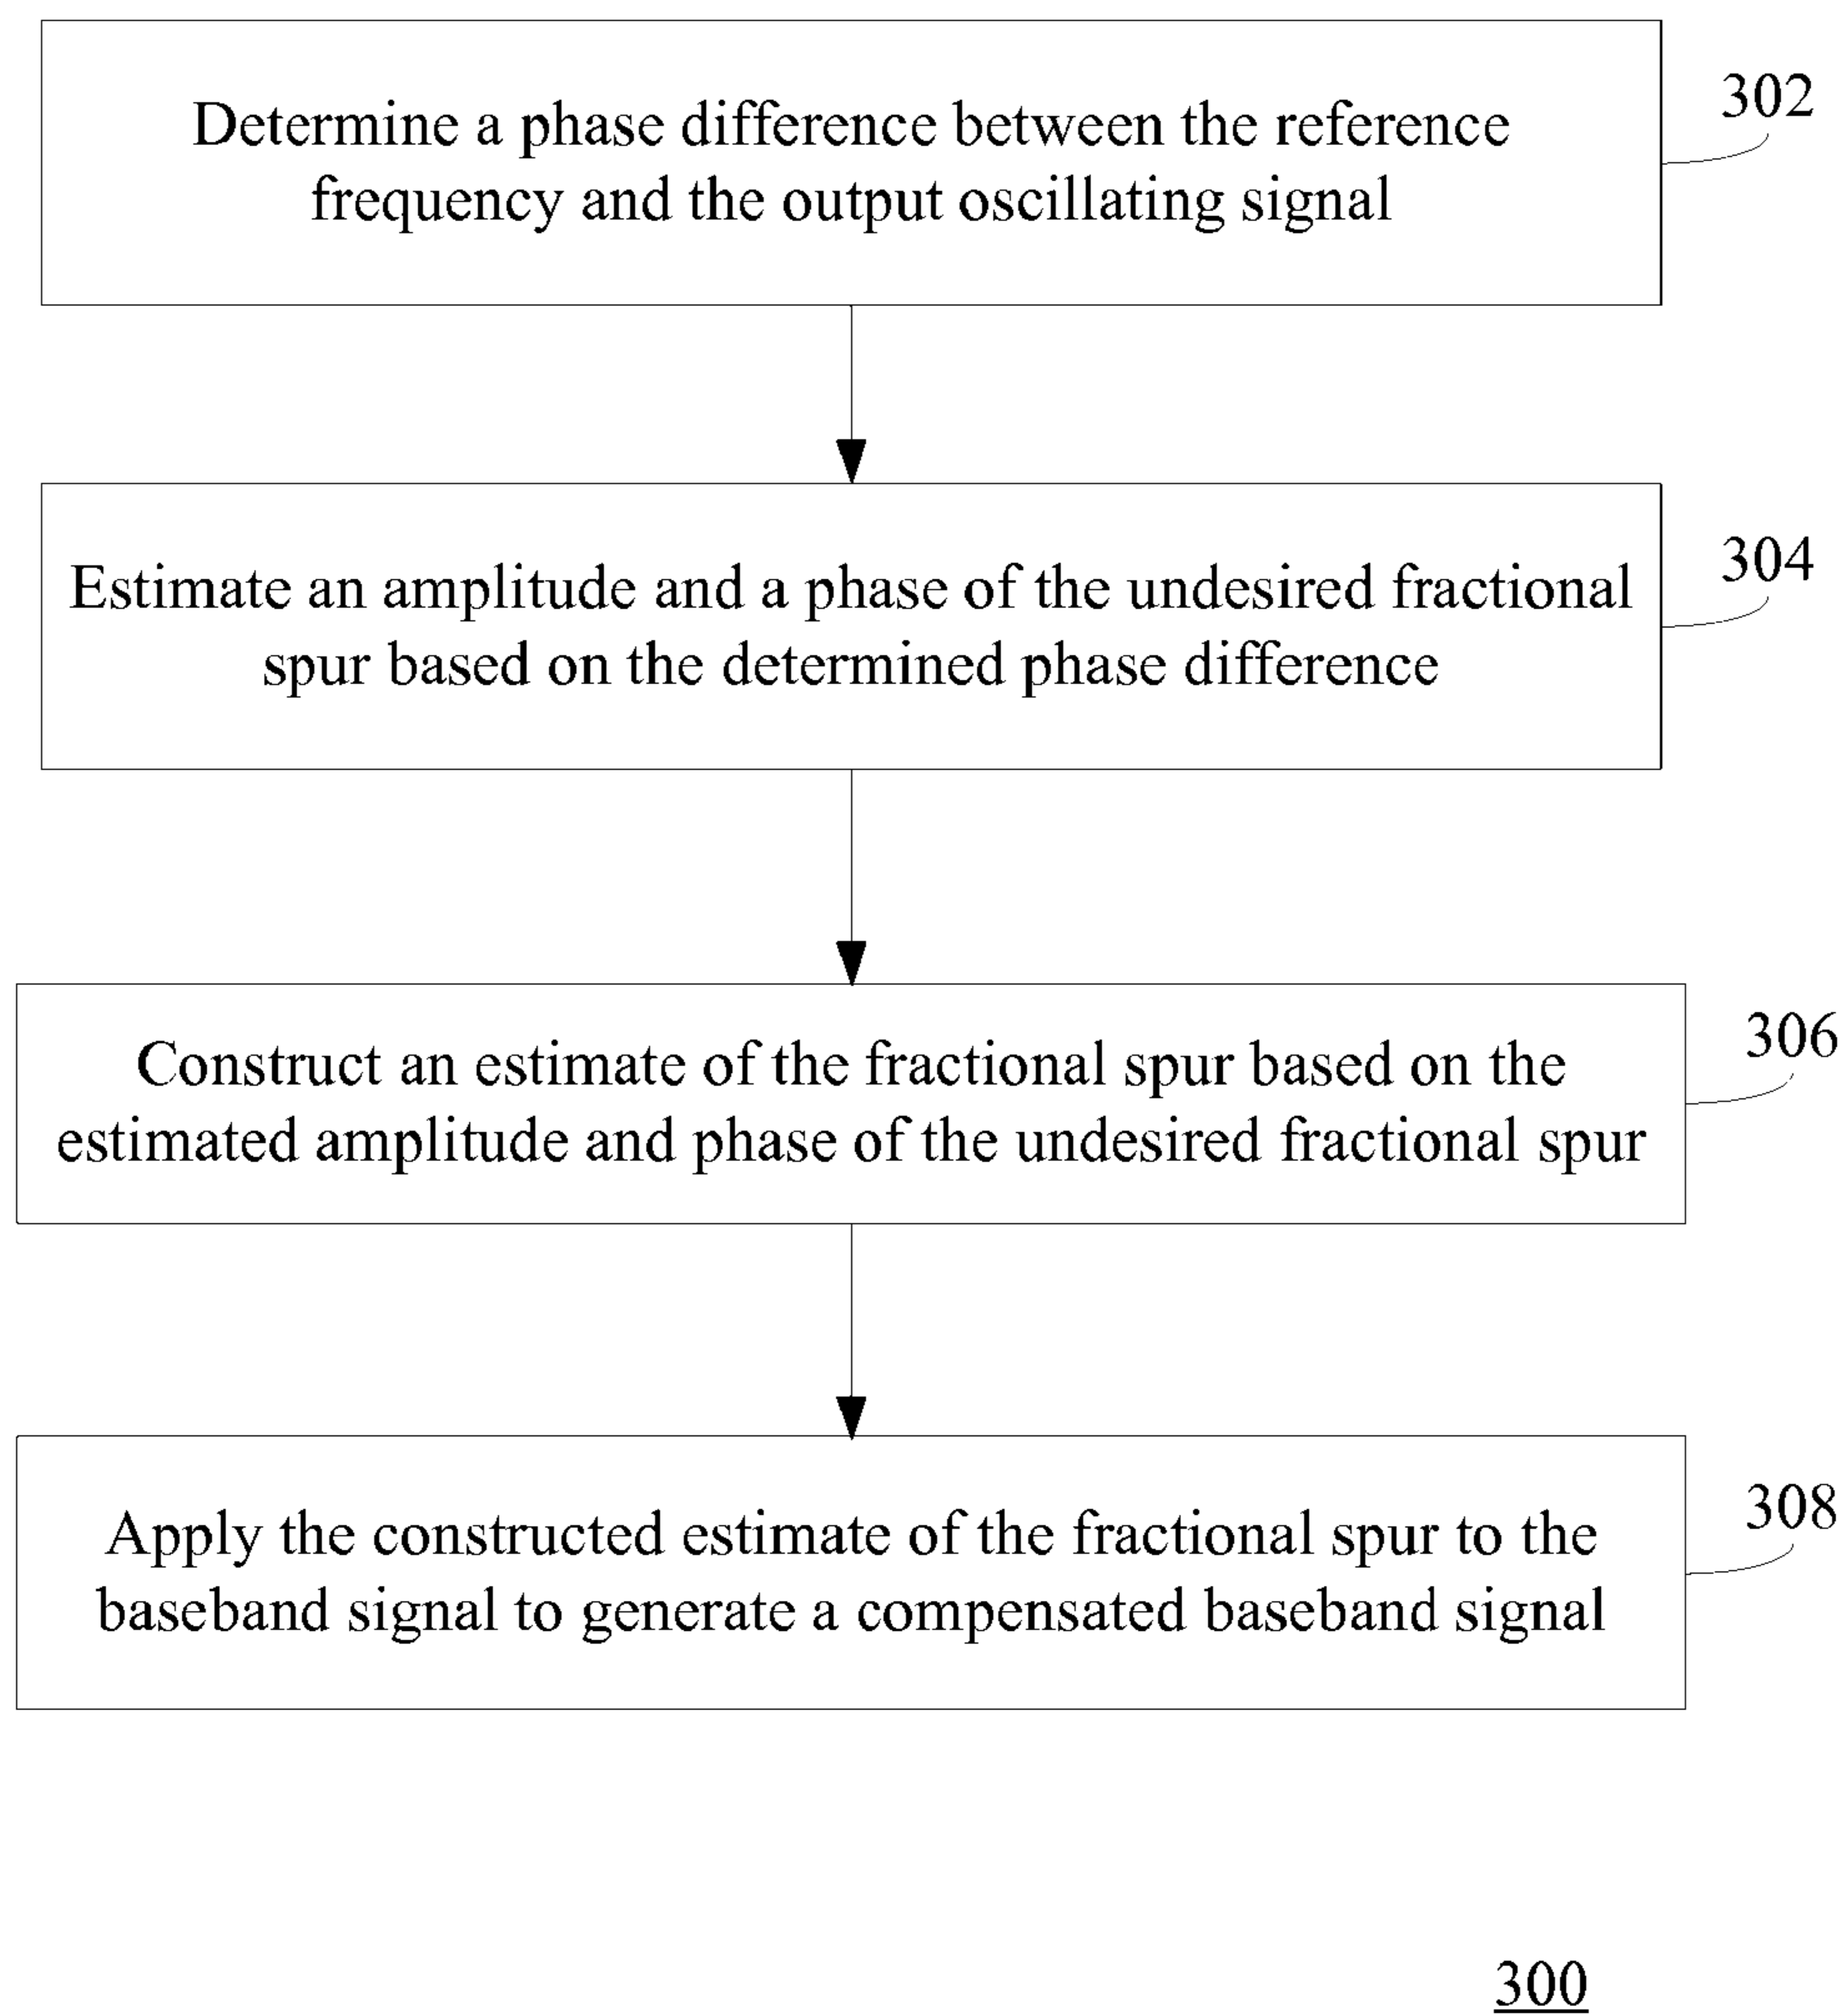 Determine a phase difference between the reference
frequency and the output oscillating signal
302
Estimate an amplitude and a phase of the undesired fractional
spur based on the determined phase difference
304
Construct an estimate of the fractional spur based on the
estimated amplitude and phase of the undesired fractional spur
306
Apply the constructed estimate of the fractional spur to the
baseband signal to generate a compensated baseband signal
308
300